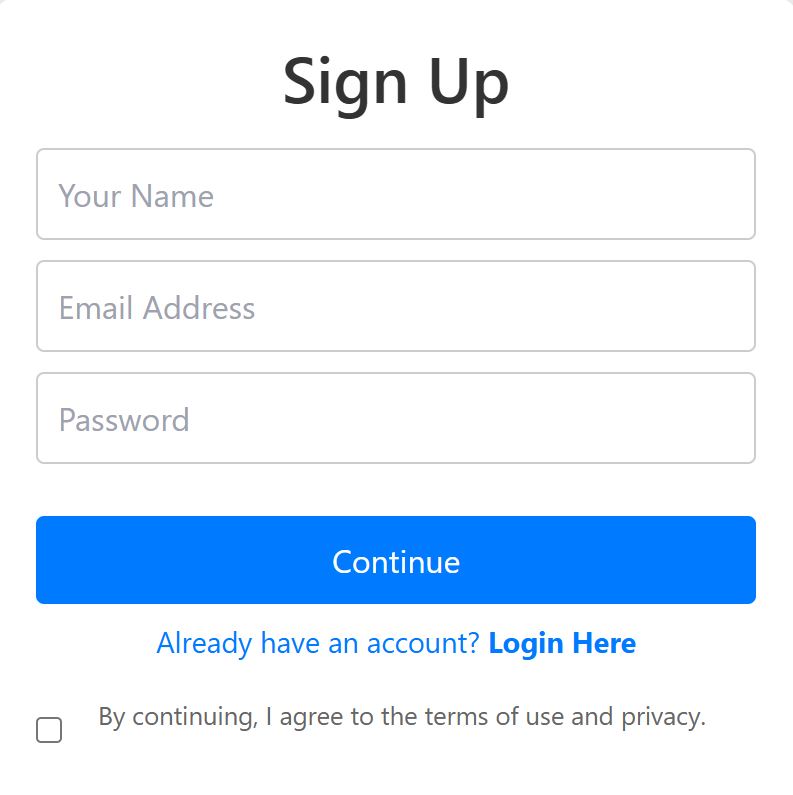 Sign Up
Your Name
Email Address
Password
Continue
Already have an account? Login Here
By continuing, I agree to the terms of use and privacy.